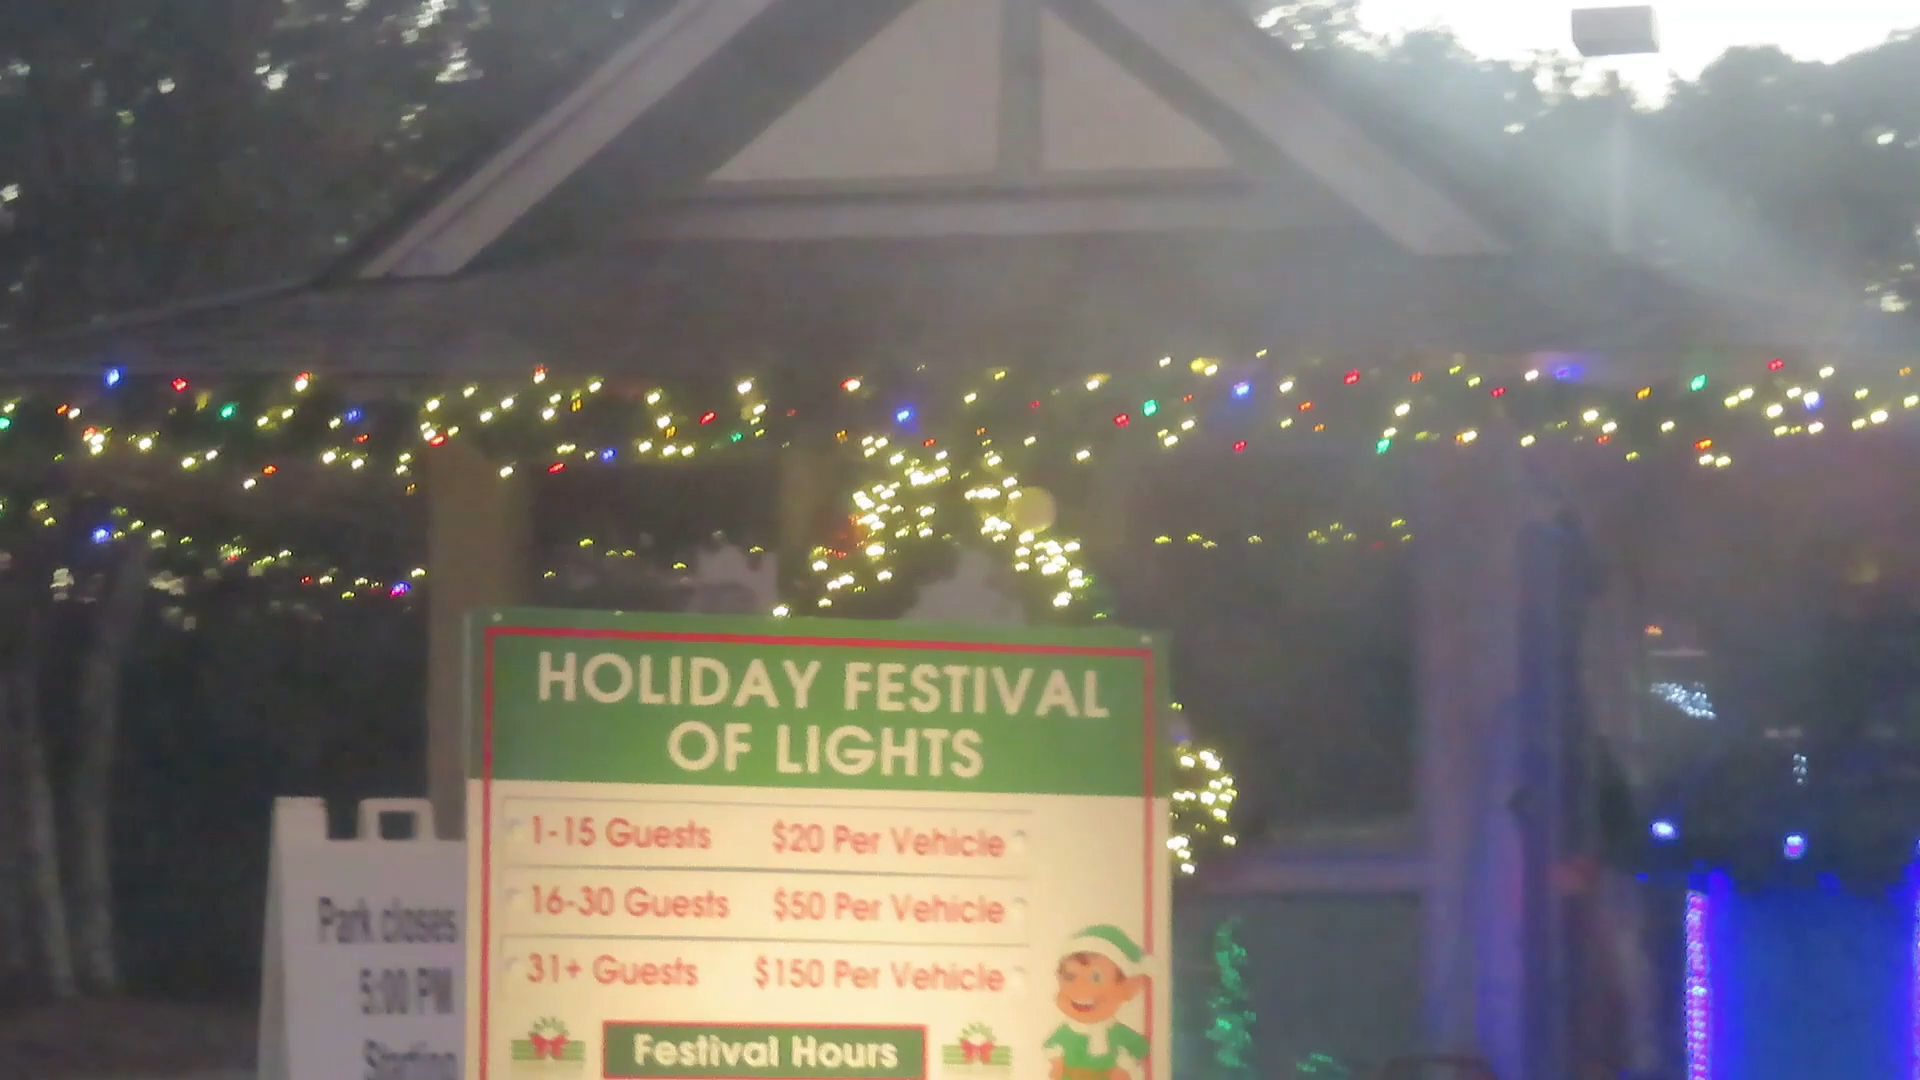 HOLIDAY FESTIVAL
OF LIGHTS
1-15 Guests $20 Per Vehicle
16-30 Guests $50 Per Vehicle
31+ Guests $150 Per Vehicle
Festival Hours
Park closes
5:00 PM
Starting